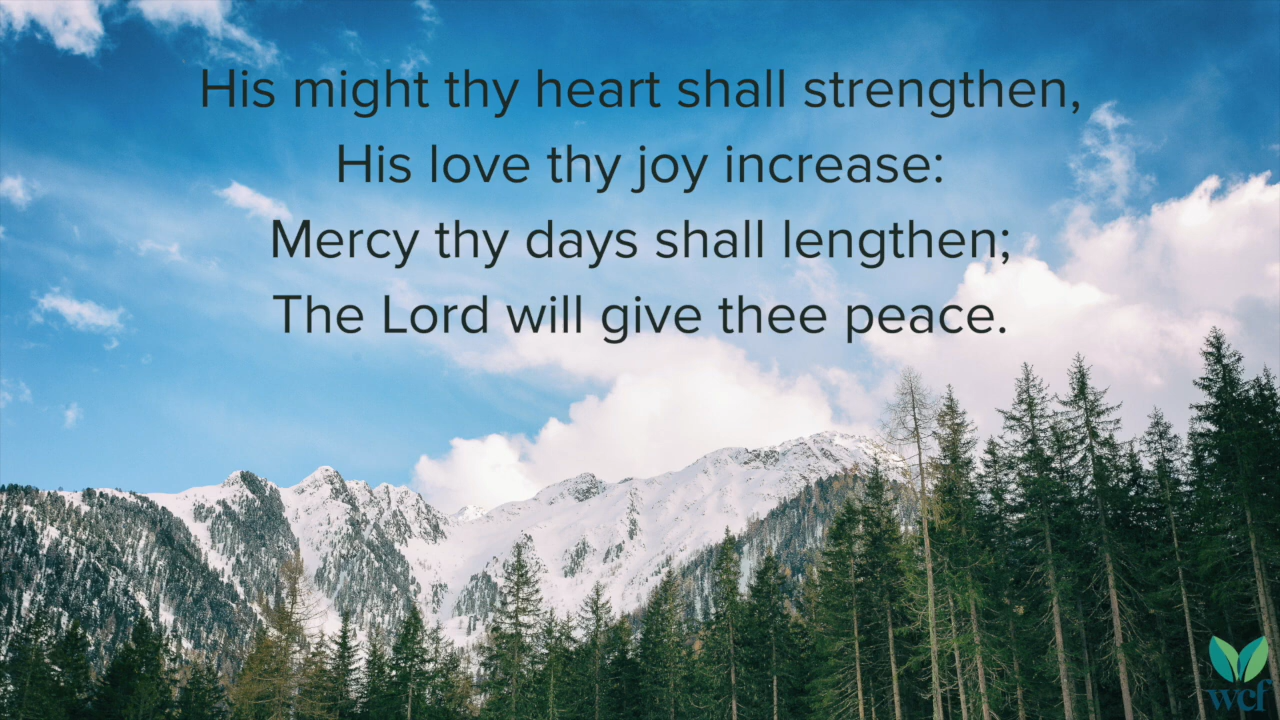 His might thy heart shall strengthen,
His love thy joy increase:
Mercy thy days shall lengthen;
The Lord will give thee peace.
wcf